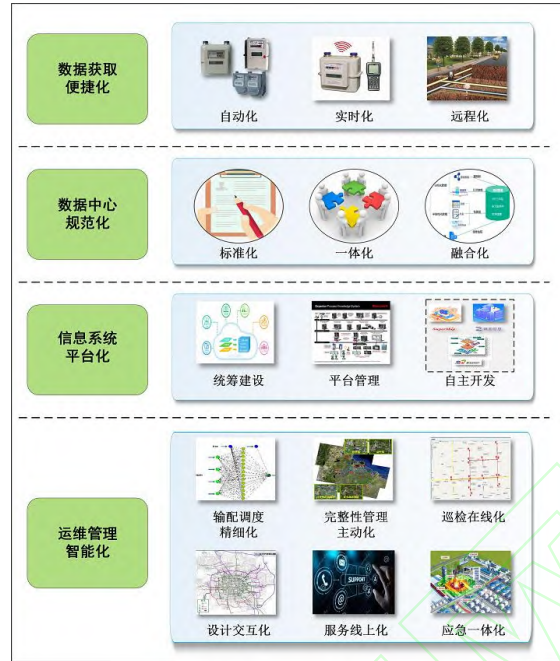 数据获取
便捷化
自动化
实时化
远程化
数据中心
规范化
标准化
一体化
融合化
信息系统
平台化
统筹建设
平台管理
自主开发
运维管理
智能化
输配调度
精细化
完整性管理
主动化
巡检在线化
SUPPORT
设计交互化
服务线上化
应急一体化